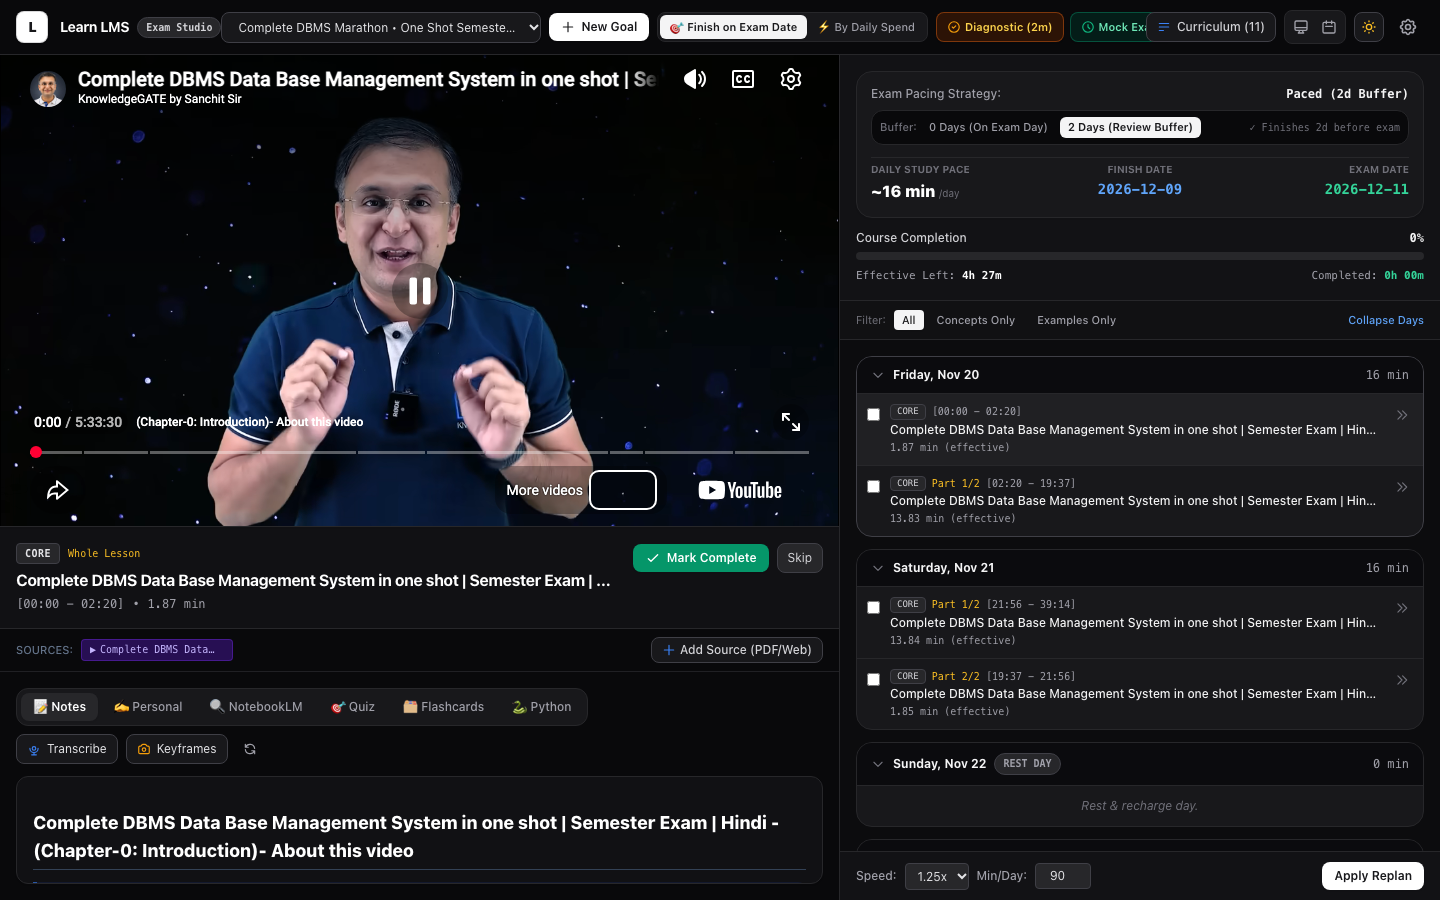 L Learn LMS Exam Studio Complete DBMS Marathon • One Shot Semeste... New Goal 🎯 Finish on Exam Date ⚡ By Daily Spend Diagnostic (2m) Mock Exa Curriculum (11)
Complete DBMS Data Base Management System in one shot | Se
KnowledgeGATE by Sanchit Sir
CC
RODE
0:00 / 5:33:30 (Chapter-0: Introduction)- About this video
More videos
YouTube
CORE Whole Lesson
Mark Complete
Skip
Complete DBMS Data Base Management System in one shot | Semester Exam | ...
[00:00 – 02:20] • 1.87 min
SOURCES: ▶ Complete DBMS Data…
Add Source (PDF/Web)
📝 Notes ✍️ Personal 🔍 NotebookLM 🎯 Quiz 🗂️ Flashcards 🐍 Python
Transcribe Keyframes
Complete DBMS Data Base Management System in one shot | Semester Exam | Hindi -
(Chapter-0: Introduction)- About this video
Exam Pacing Strategy: Paced (2d Buffer)
Buffer: 0 Days (On Exam Day) 2 Days (Review Buffer) ✓ Finishes 2d before exam
DAILY STUDY PACE FINISH DATE EXAM DATE
~16 min /day 2026-12-09 2026-12-11
Course Completion 0%
Effective Left: 4h 27m Completed: 0h 00m
Filter: All Concepts Only Examples Only Collapse Days
Friday, Nov 20 16 min
CORE [00:00 – 02:20]
Complete DBMS Data Base Management System in one shot | Semester Exam | Hin...
1.87 min (effective)
CORE Part 1/2 [02:20 – 19:37]
Complete DBMS Data Base Management System in one shot | Semester Exam | Hin...
13.83 min (effective)
Saturday, Nov 21 16 min
CORE Part 1/2 [21:56 – 39:14]
Complete DBMS Data Base Management System in one shot | Semester Exam | Hin...
13.84 min (effective)
CORE Part 2/2 [19:37 – 21:56]
Complete DBMS Data Base Management System in one shot | Semester Exam | Hin...
1.85 min (effective)
Sunday, Nov 22 REST DAY 0 min
Rest & recharge day.
Speed: 1.25x Min/Day: 90 Apply Replan